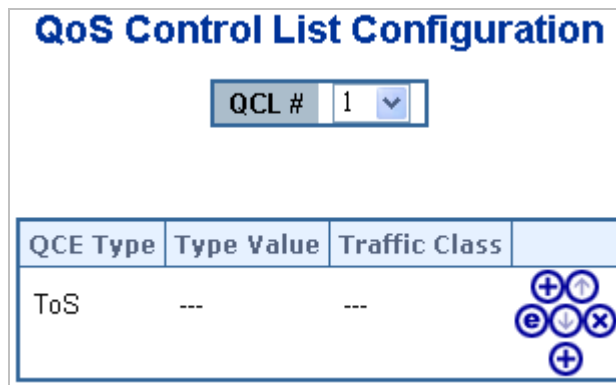 QoS Control List Configuration
QCL # 1
QCE Type Type Value Traffic Class
ToS --- ---
e